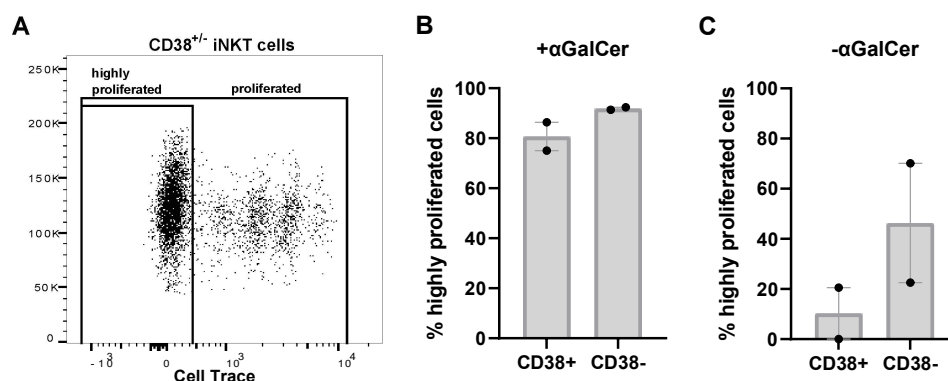 A
CD38+/- iNKT cells
highly
proliferated
proliferated
250K
200K
150K
100K
50K
0
-10³
0
10³
10⁴
Cell Trace
B
+αGalCer
% highly proliferated cells
100
80
60
40
20
0
CD38+
CD38-
C
-αGalCer
% highly proliferated cells
100
80
60
40
20
0
CD38+
CD38-